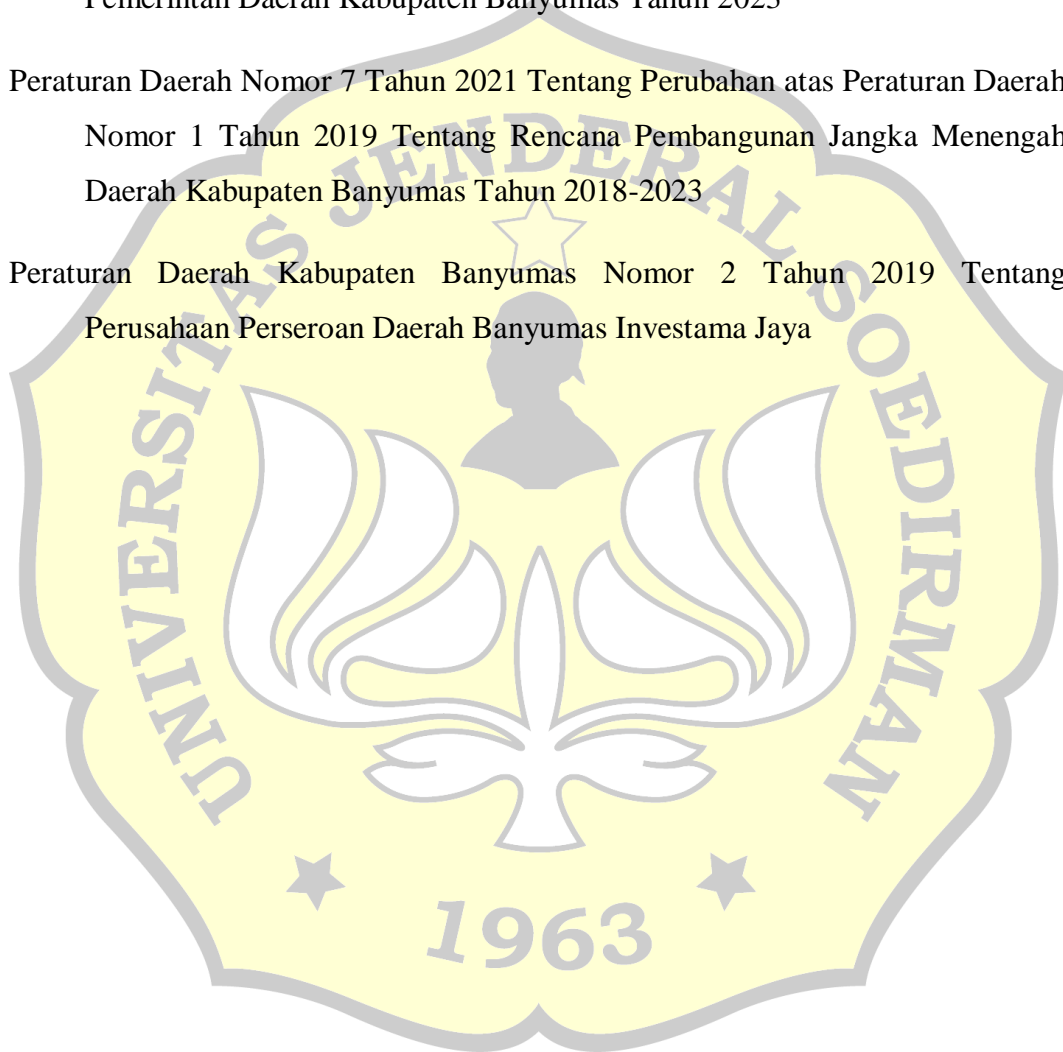 Pemerintah Daerah Kabupaten Banyumas Tahun 2023
Peraturan Daerah Nomor 7 Tahun 2021 Tentang Perubahan atas Peraturan Daerah
Nomor 1 Tahun 2019 Tentang Rencana Pembangunan Jangka Menengah
Daerah Kabupaten Banyumas Tahun 2018-2023
Peraturan Daerah Kabupaten Banyumas Nomor 2 Tahun 2019 Tentang
Perusahaan Perseroan Daerah Banyumas Investama Jaya
UNIVERSITAS JENDERAL SOEDIRMAN
1963